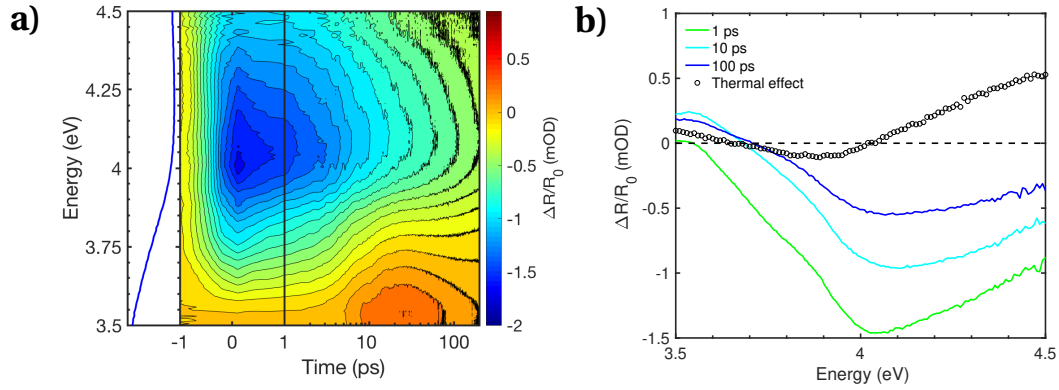 a)
4.5
4.25
4
3.75
3.5
Energy (eV)
-1
0
1
10
100
Time (ps)
0.5
0
-0.5
-1
-1.5
-2
ΔR/R0 (mOD)
b)
1 ps
10 ps
100 ps
Thermal effect
1
0.5
0
-0.5
-1
-1.5
ΔR/R0 (mOD)
3.5
4
4.5
Energy (eV)